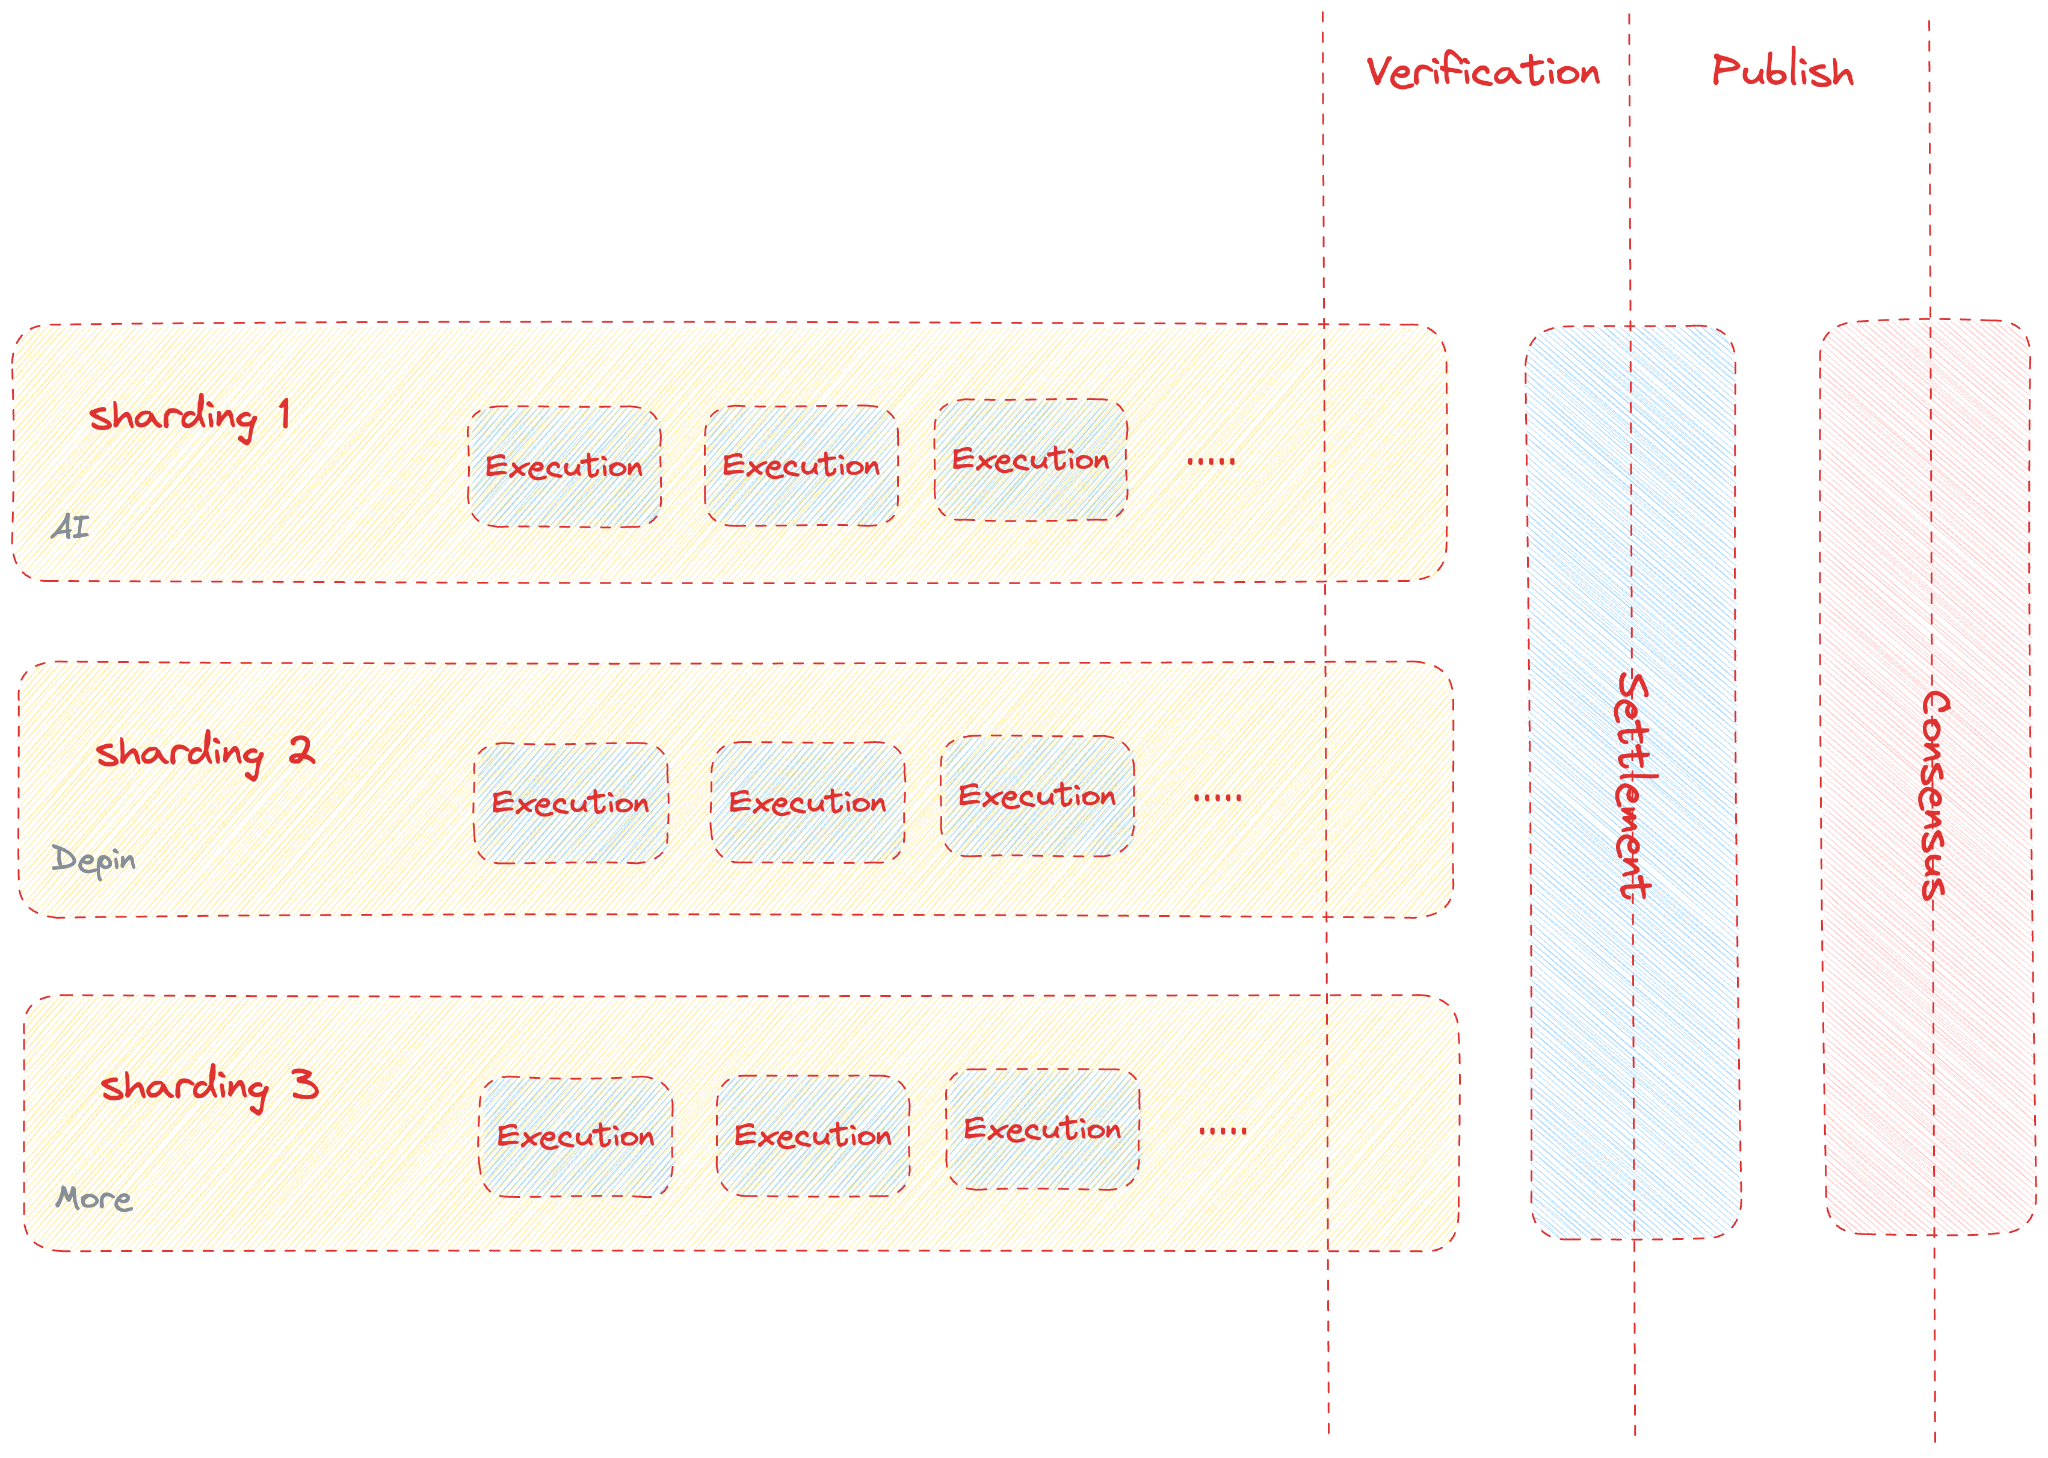 Verification
Publish
sharding 1
Execution
Execution
Execution
.....
AI
sharding 2
Execution
Execution
Execution
.....
Depin
sharding 3
Execution
Execution
Execution
.....
More
Settlement
Consensus